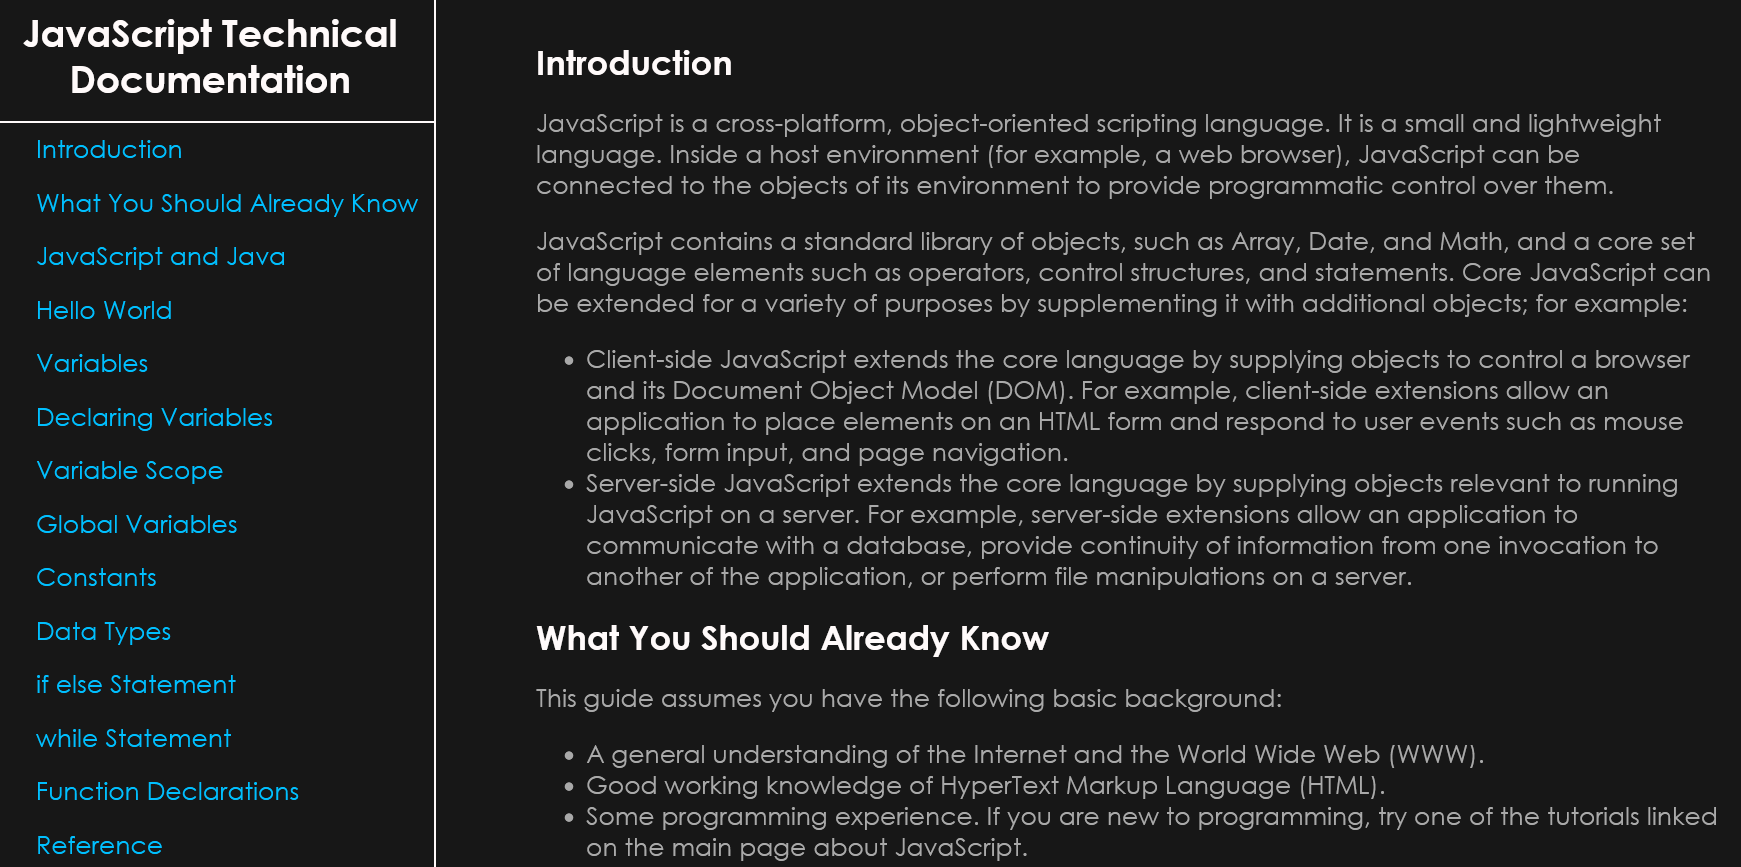 JavaScript Technical
Documentation
Introduction
What You Should Already Know
JavaScript and Java
Hello World
Variables
Declaring Variables
Variable Scope
Global Variables
Constants
Data Types
if else Statement
while Statement
Function Declarations
Reference
Introduction
JavaScript is a cross-platform, object-oriented scripting language. It is a small and lightweight
language. Inside a host environment (for example, a web browser), JavaScript can be
connected to the objects of its environment to provide programmatic control over them.
JavaScript contains a standard library of objects, such as Array, Date, and Math, and a core set
of language elements such as operators, control structures, and statements. Core JavaScript can
be extended for a variety of purposes by supplementing it with additional objects; for example:
• Client-side JavaScript extends the core language by supplying objects to control a browser
and its Document Object Model (DOM). For example, client-side extensions allow an
application to place elements on an HTML form and respond to user events such as mouse
clicks, form input, and page navigation.
• Server-side JavaScript extends the core language by supplying objects relevant to running
JavaScript on a server. For example, server-side extensions allow an application to
communicate with a database, provide continuity of information from one invocation to
another of the application, or perform file manipulations on a server.
What You Should Already Know
This guide assumes you have the following basic background:
• A general understanding of the Internet and the World Wide Web (WWW).
• Good working knowledge of HyperText Markup Language (HTML).
• Some programming experience. If you are new to programming, try one of the tutorials linked
on the main page about JavaScript.